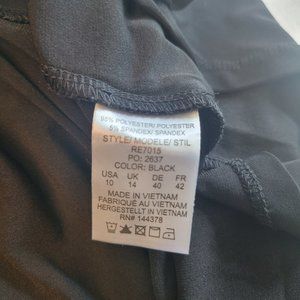 95% POLYESTER/ POLYESTER
5% SPANDEX/ SPANDEX
STYLE/ MODELE/ STIL
RE7015
PO: 2637
COLOR: BLACK
USA UK DE FR
10 14 40 42
MADE IN VIETNAM
FABRIQUÉ AU VIETNAM
HERGESTELLT IN VIETNAM
RN# 144378